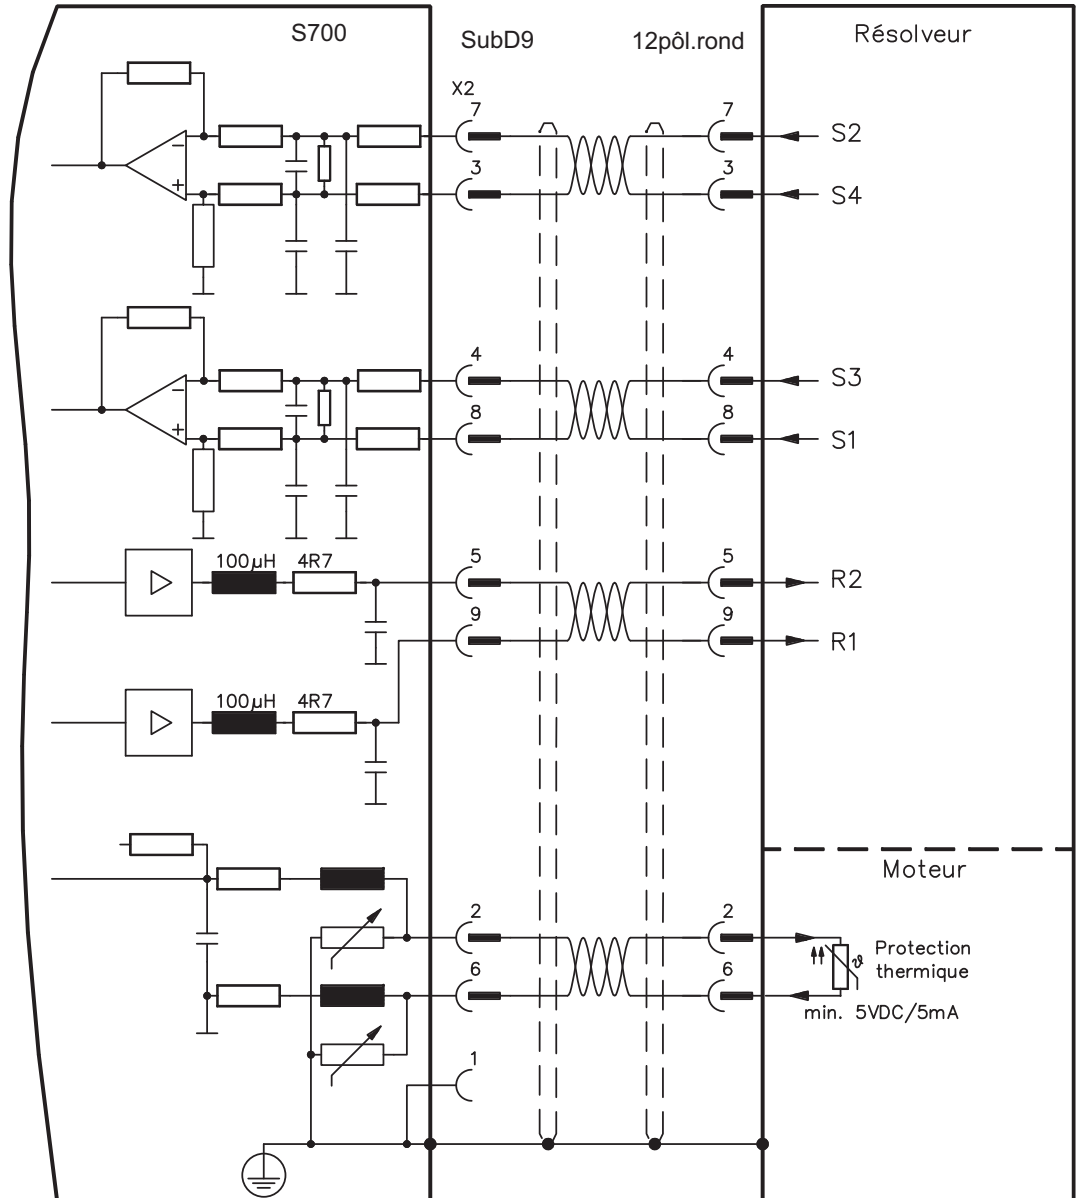 S700
SubD9
12pôl.rond
Résolveur
X2
7
7
S2
3
3
S4
4
4
S3
8
8
S1
100µH
4R7
5
5
R2
9
9
R1
100µH
4R7
Moteur
2
2
Protection
thermique
ϑ
6
6
min. 5VDC/5mA
1